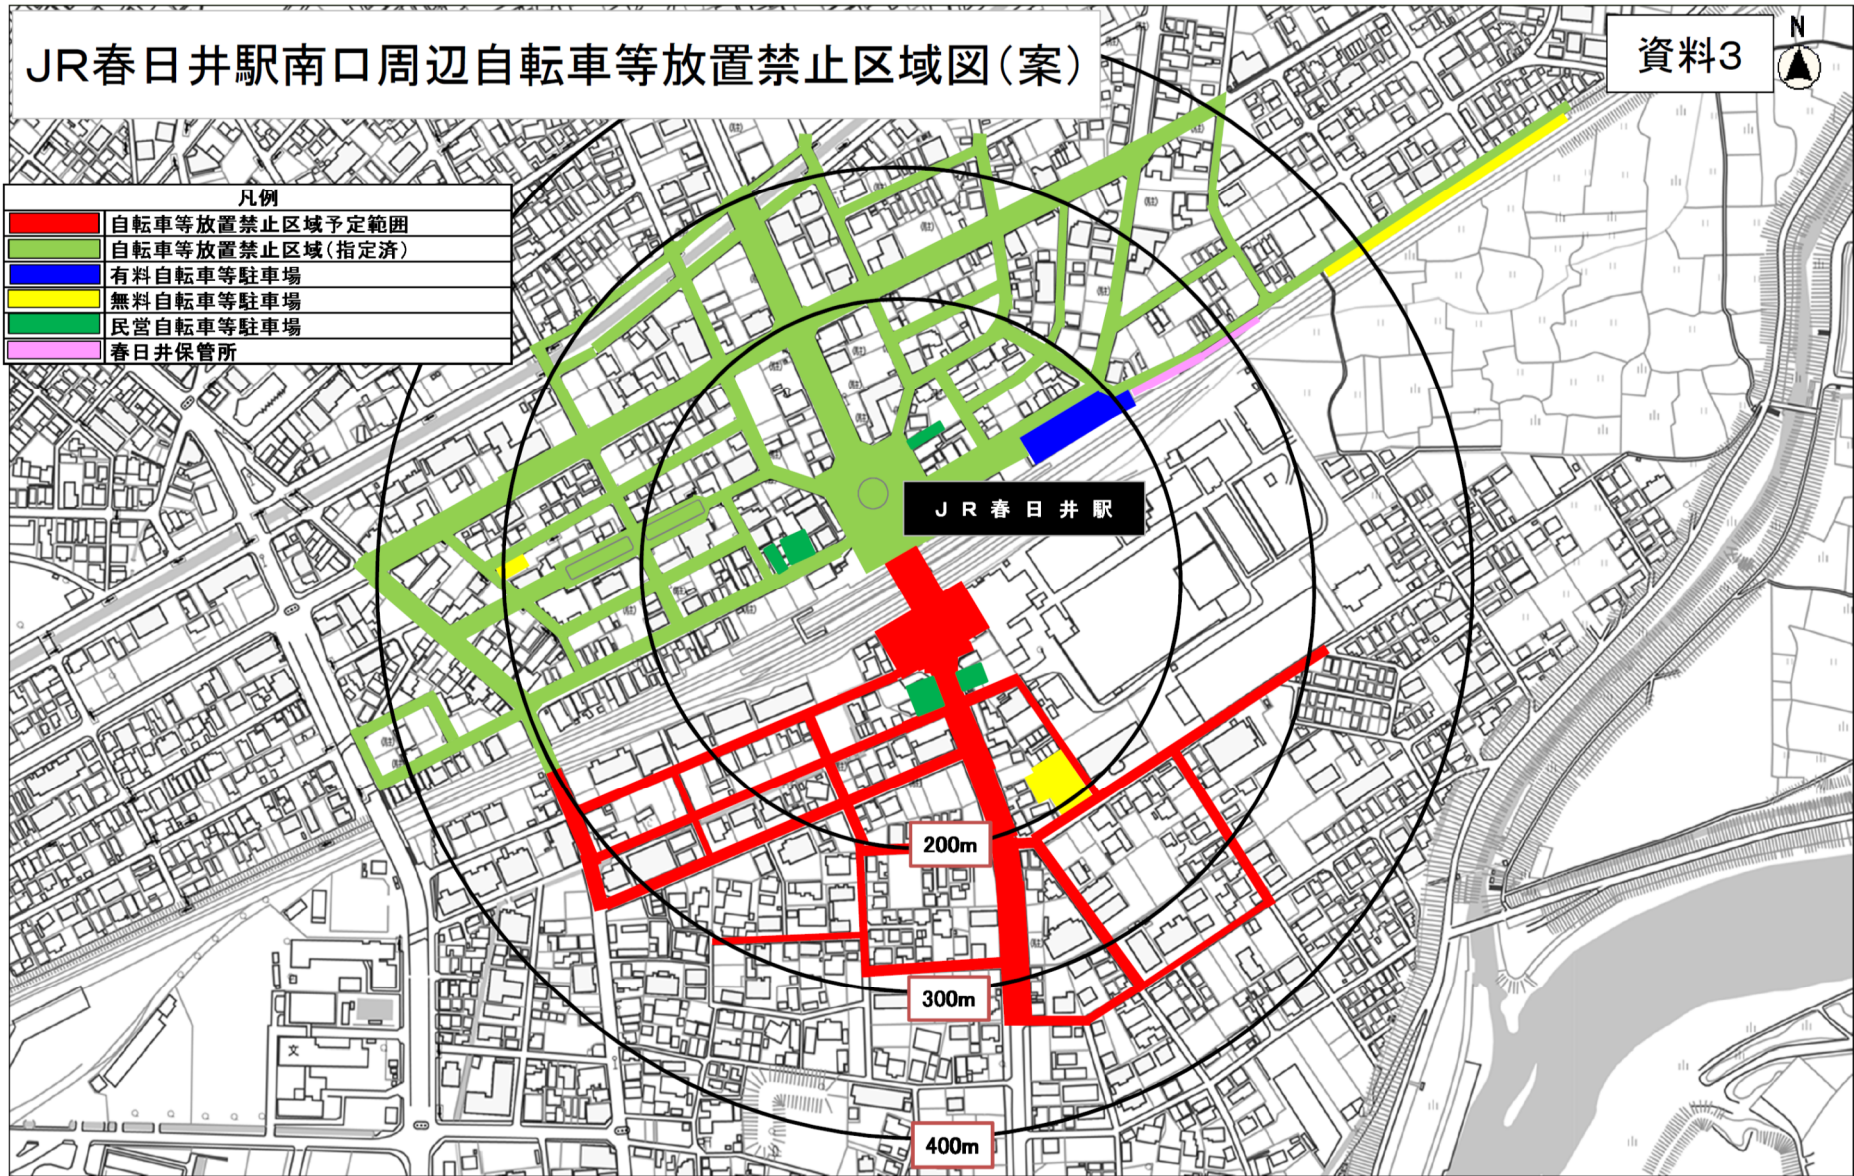 JR春日井駅南口周辺自転車等放置禁止区域図(案)
資料3
N
凡例
自転車等放置禁止区域予定範囲
自転車等放置禁止区域(指定済)
有料自転車等駐車場
無料自転車等駐車場
民営自転車等駐車場
春日井保管所
JR春日井駅
200m
300m
400m
文